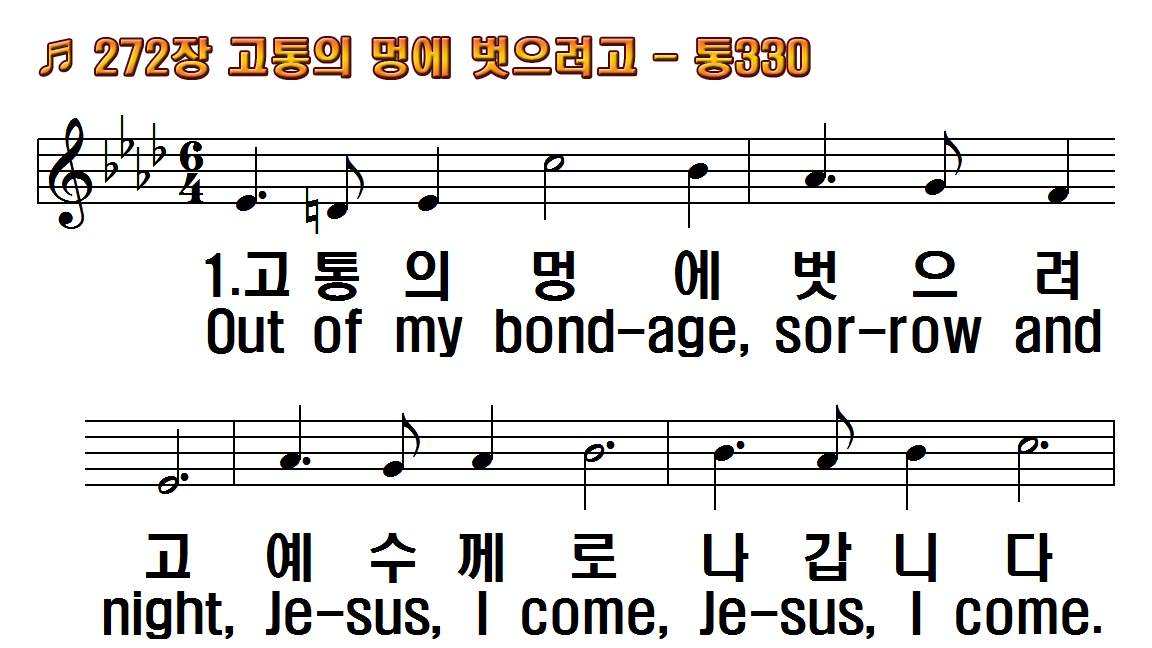 272장 고통의 멍에 벗으려고 - 통330
6
4
1.고 통 의 멍 에 벗 으 려
Out of my bond-age, sor-row and
고 예 수 께 로 나 갑 니 다
night, Je-sus, I come, Je-sus, I come.